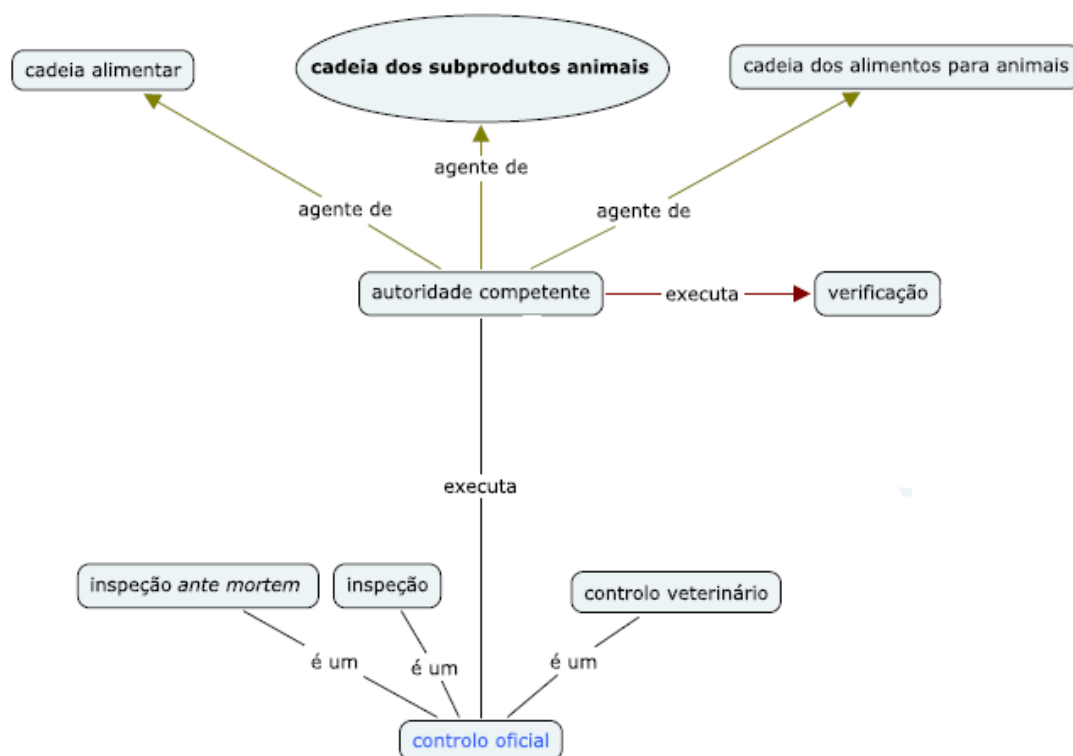 cadeia alimentar
cadeia dos subprodutos animais
cadeia dos alimentos para animais
agente de
agente de
agente de
autoridade competente
executa
verificação
executa
inspeção ante mortem
inspeção
controlo veterinário
é um
é um
é um
controlo oficial